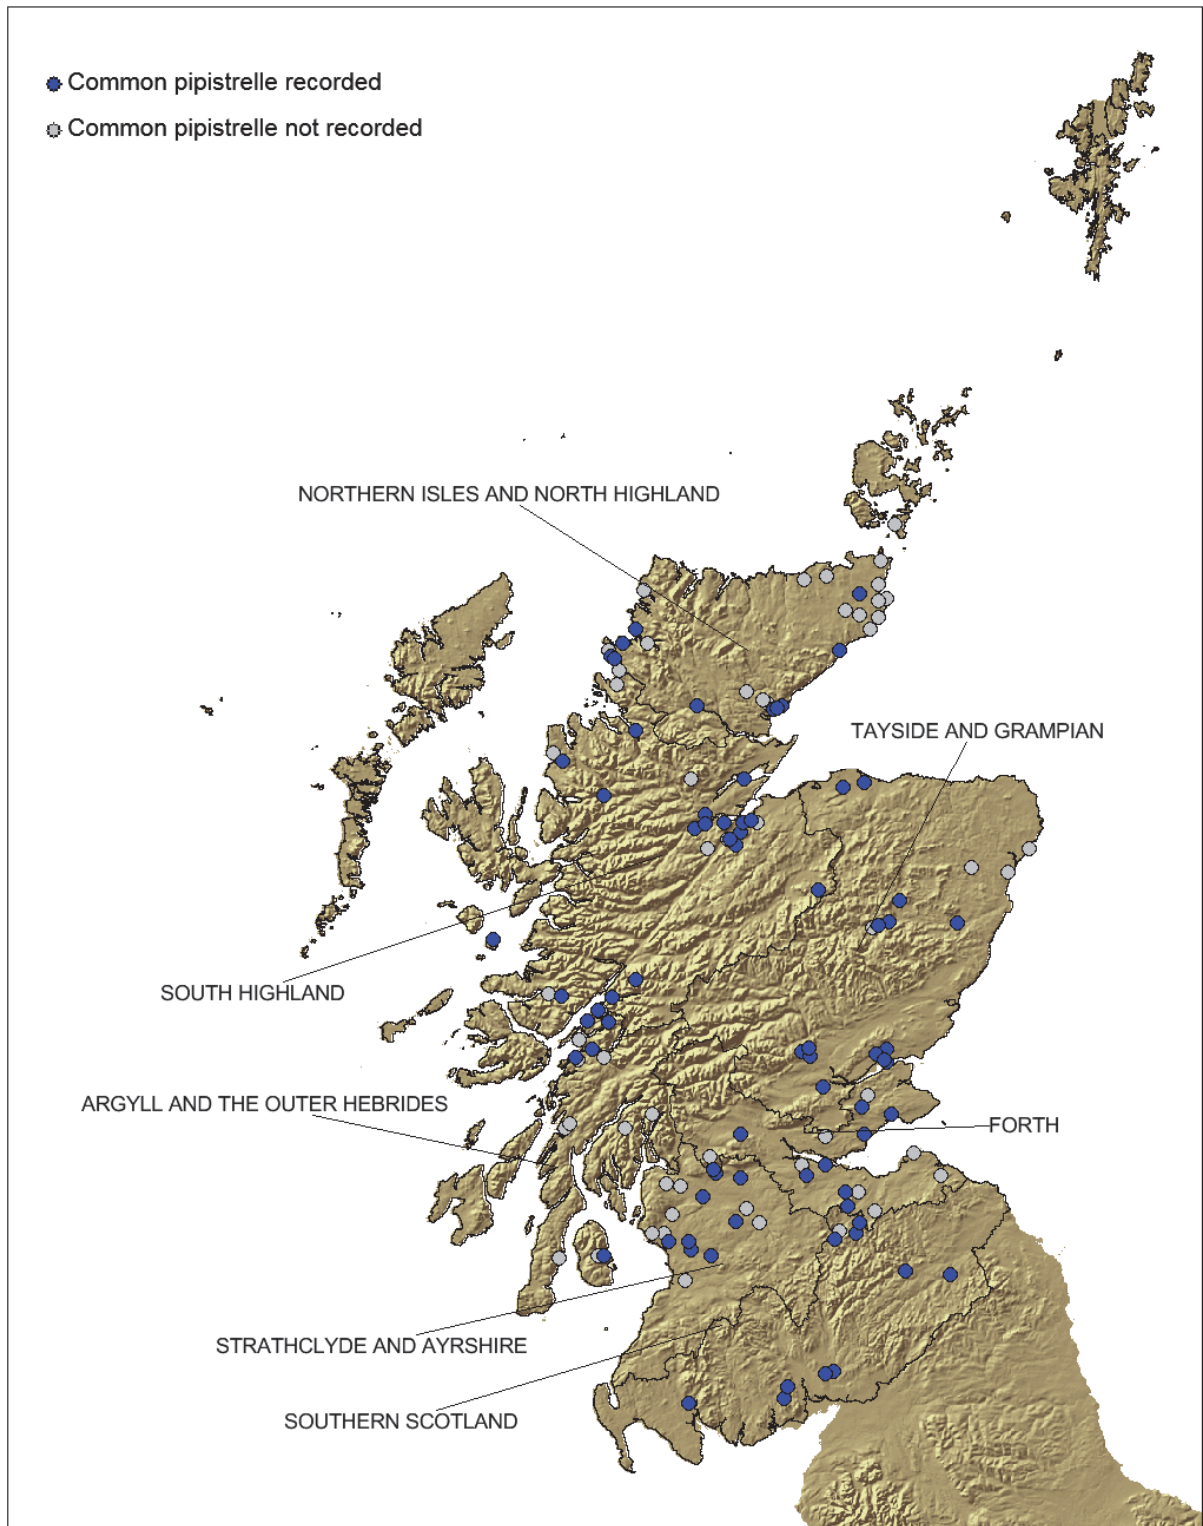 Common pipistrelle recorded
Common pipistrelle not recorded
NORTHERN ISLES AND NORTH HIGHLAND
TAYSIDE AND GRAMPIAN
SOUTH HIGHLAND
ARGYLL AND THE OUTER HEBRIDES
FORTH
STRATHCLYDE AND AYRSHIRE
SOUTHERN SCOTLAND